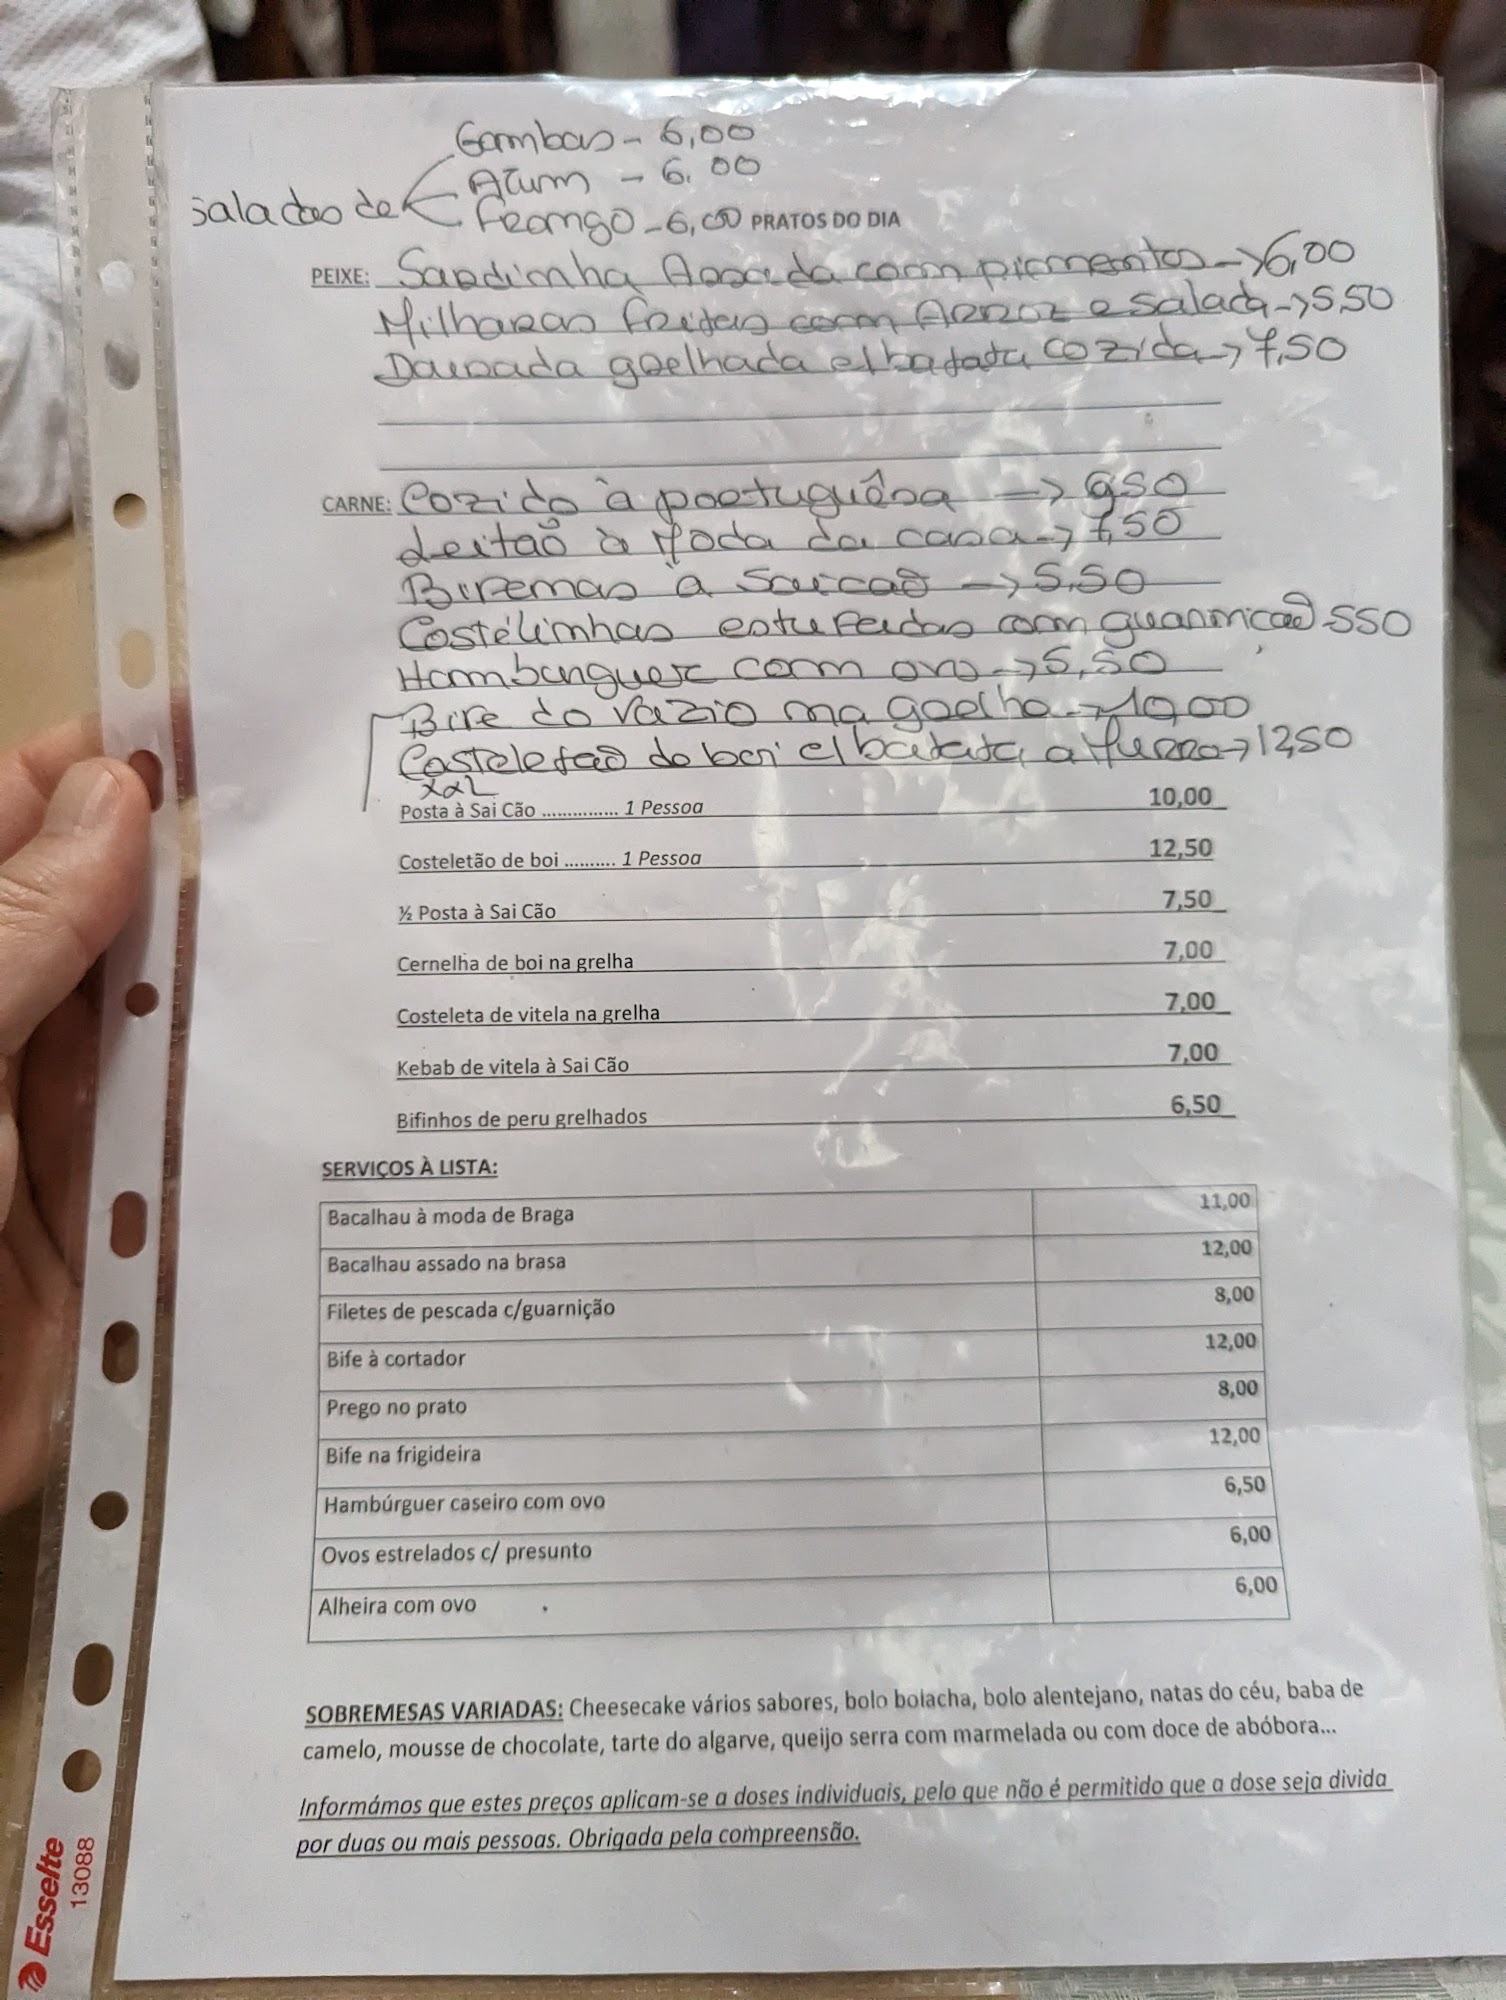 Gambas - 6,00
Saladas de Atum - 6.00
Frango - 6,00 PRATOS DO DIA
PEIXE: Sardinha Assada com pimentos -> 6,00
Milharas fritas com Arroz e salada -> 5,50
Dourada grelhada c/ batata cozida -> 7,50
CARNE: Cozido à portuguêsa -> 9,50
Leitaõ à Moda da casa -> 7,50
à Saicaõ -> 5,50
Costélinhas estufadas com guarnicaõ - 550
Hamburguer com ovo -> 5,50
Bife do Vazio na grelha -> 10,00
Costeletaõ de boi c/ batata a Murro -> 12,50
XXL
Posta à Sai Cão ............... 1 Pessoa 10,00
Costeletão de boi .......... 1 Pessoa 12,50
½ Posta à Sai Cão 7,50
Cernelha de boi na grelha 7,00
Costeleta de vitela na grelha 7,00
Kebab de vitela à Sai Cão 7,00
Bifinhos de peru grelhados 6,50
SERVIÇOS À LISTA:
Bacalhau à moda de Braga 11,00
Bacalhau assado na brasa 12,00
Filetes de pescada c/guarnição 8,00
Bife à cortador 12,00
Prego no prato 8,00
Bife na frigideira 12,00
Hambúrguer caseiro com ovo 6,50
Ovos estrelados c/ presunto 6,00
Alheira com ovo 6,00
SOBREMESAS VARIADAS: Cheesecake vários sabores, bolo bolacha, bolo alentejano, natas do céu, baba de
camelo, mousse de chocolate, tarte do algarve, queijo serra com marmelada ou com doce de abóbora...
Informámos que estes preços aplicam-se a doses individuais, pelo que não é permitido que a dose seja divida
por duas ou mais pessoas. Obrigada pela compreensão.
Esselte
13088